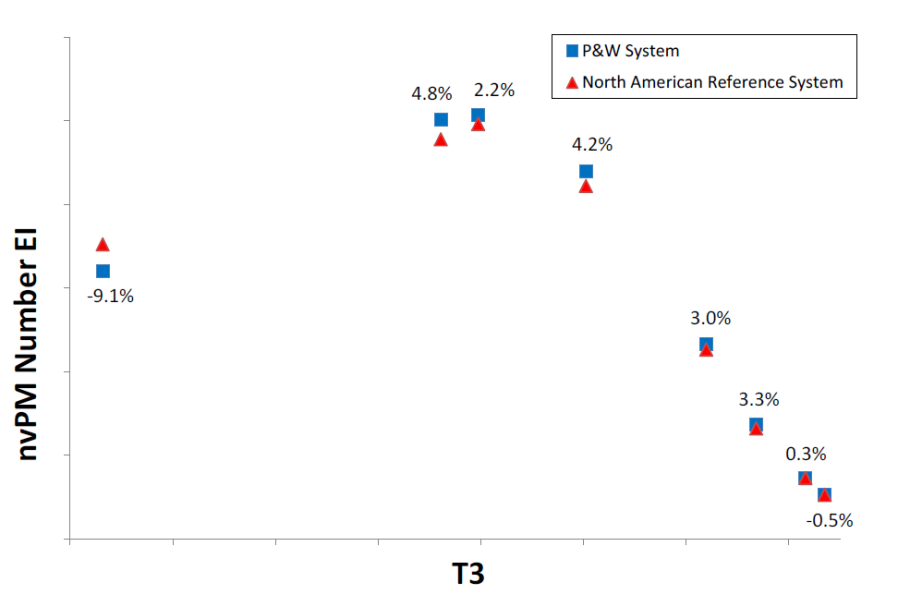 P&W System
North American Reference System
4.8%
2.2%
4.2%
-9.1%
3.0%
3.3%
0.3%
-0.5%
nvPM Number EI
T3